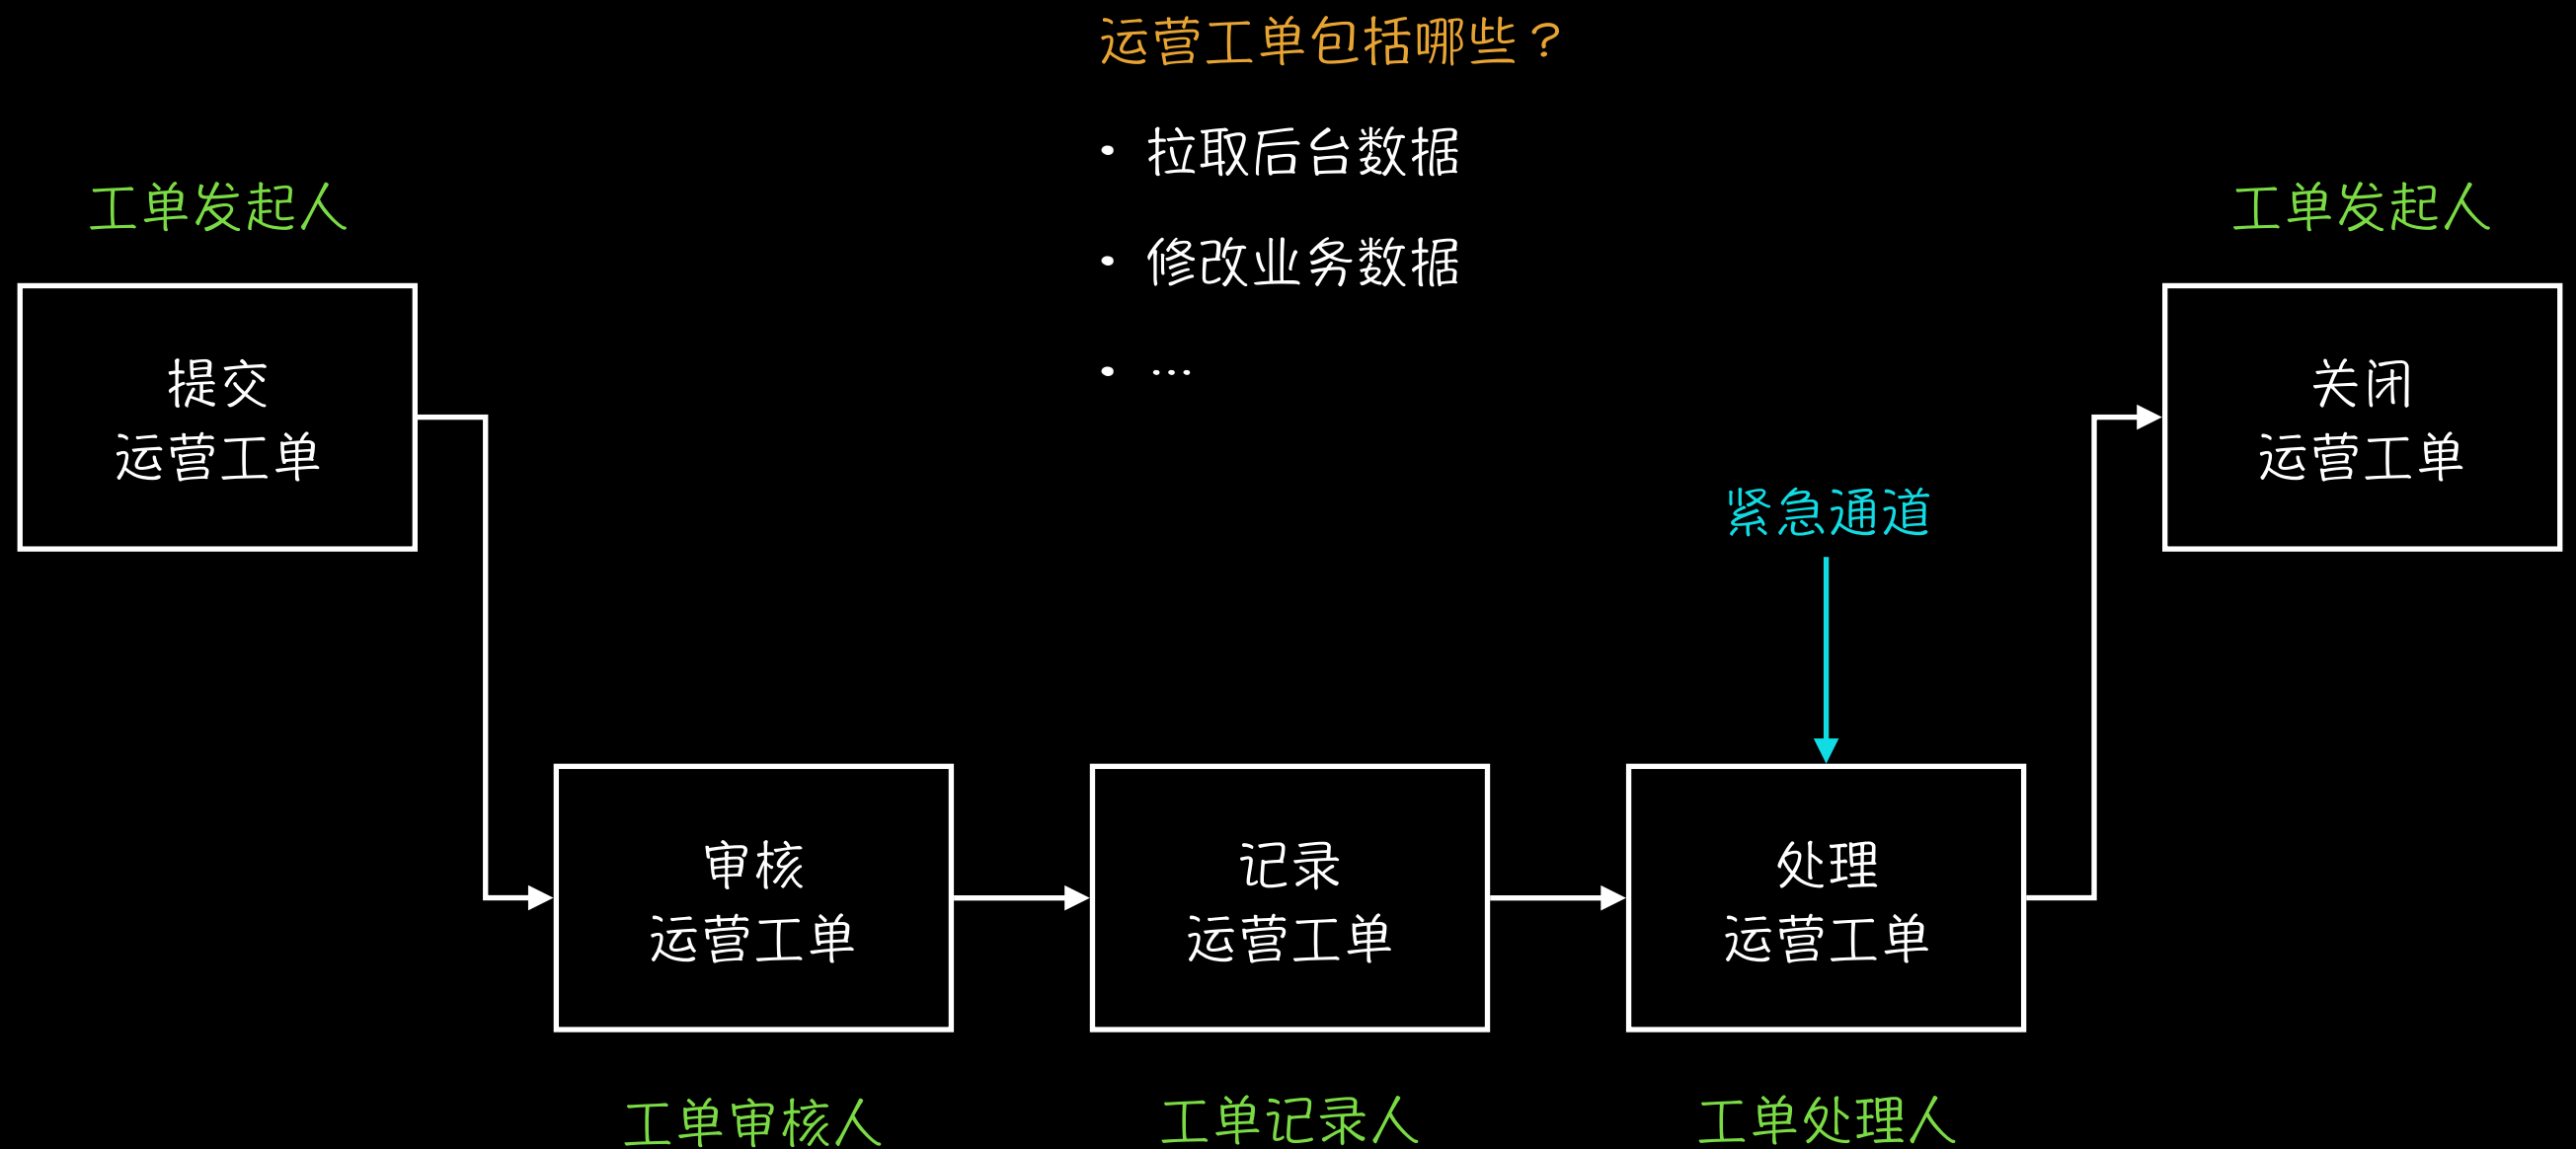 运营工单包括哪些？
• 拉取后台数据
• 修改业务数据
• …
工单发起人
提交
运营工单
工单发起人
关闭
运营工单
紧急通道
审核
运营工单
记录
运营工单
处理
运营工单
工单审核人
工单记录人
工单处理人